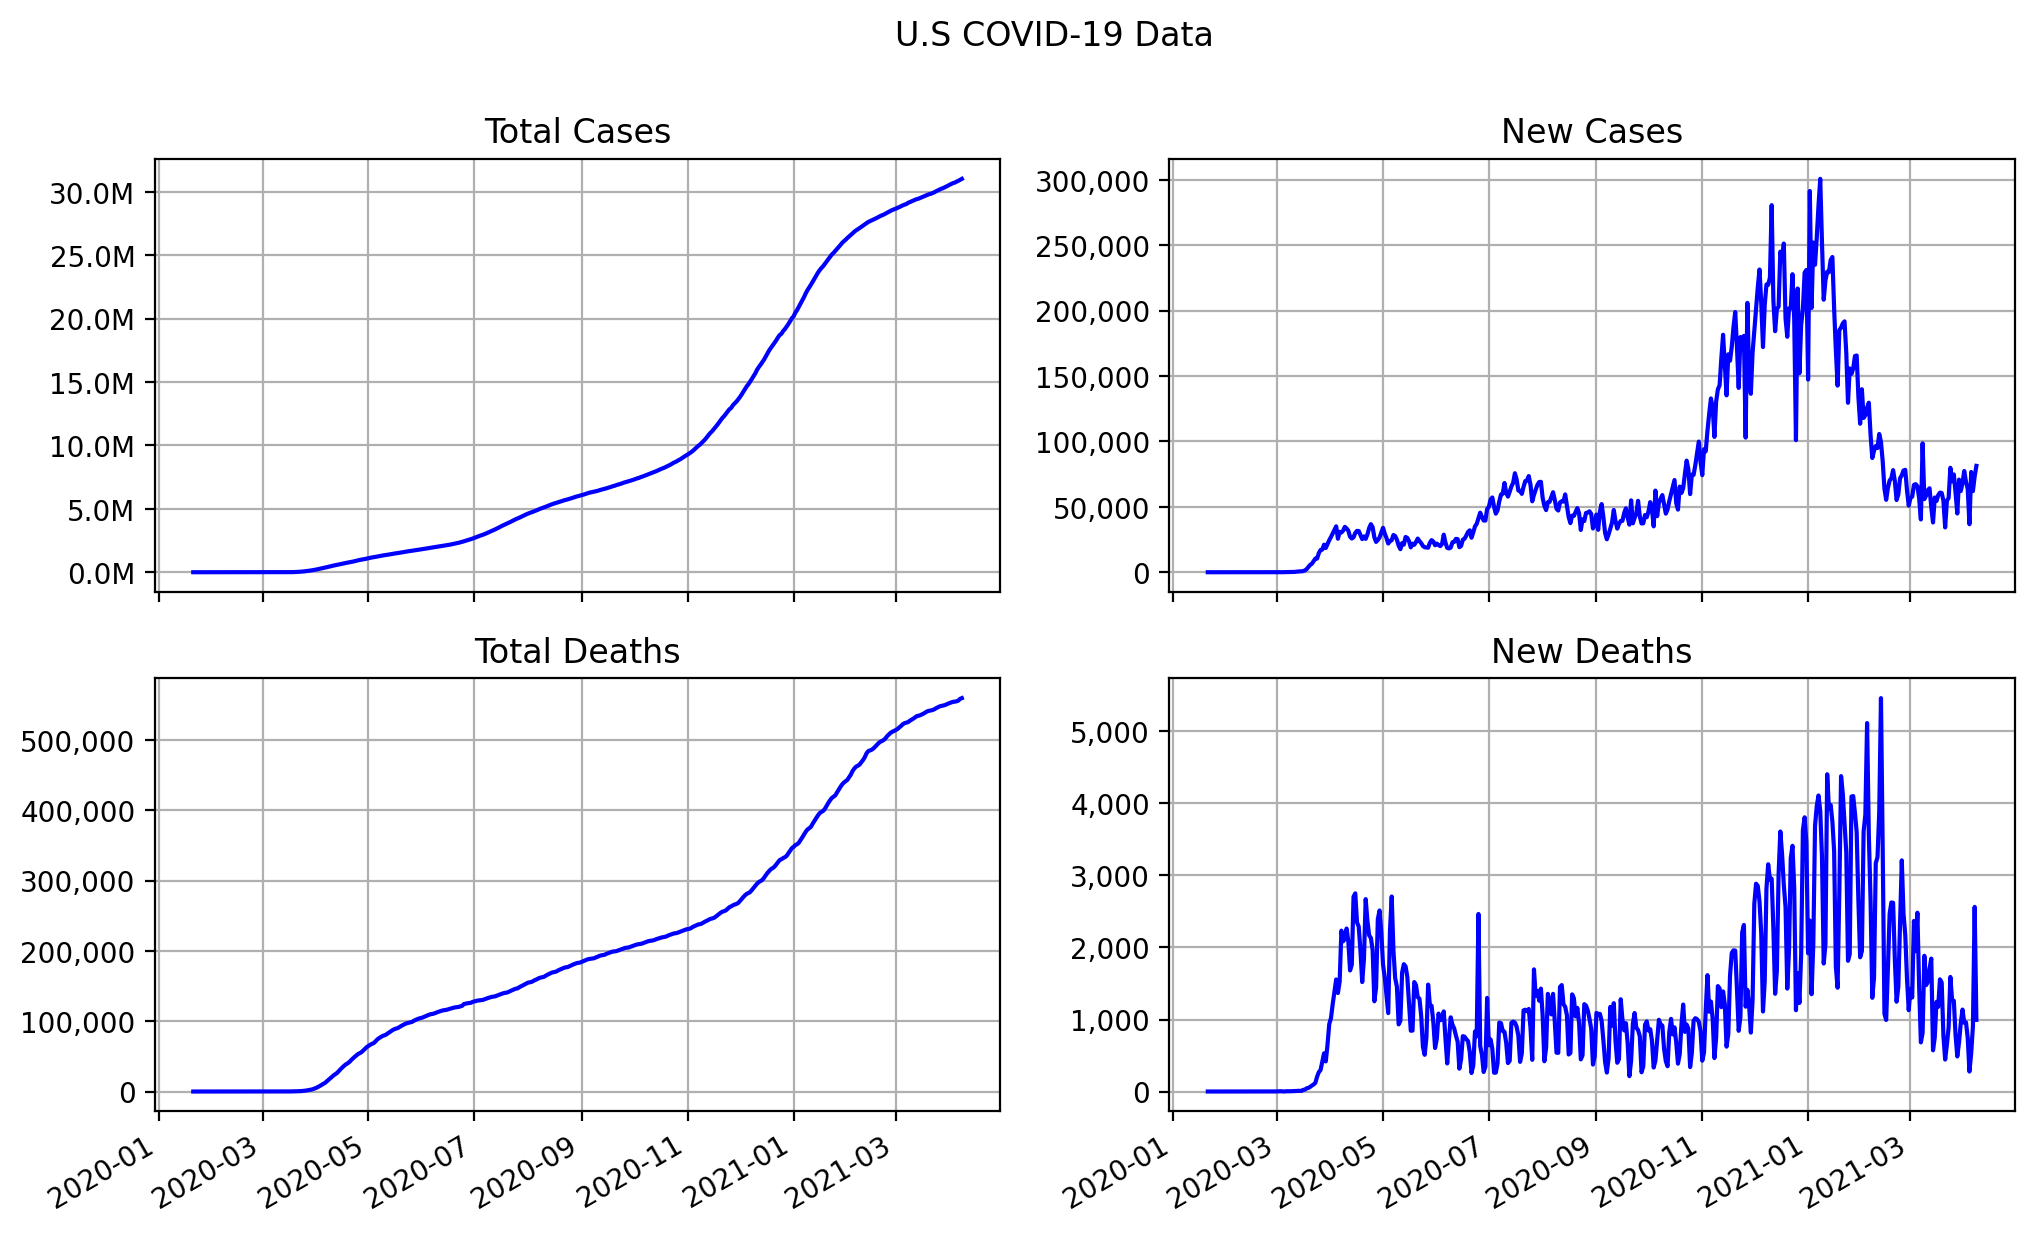 U.S COVID-19 Data
Total Cases
30.0M
25.0M
20.0M
15.0M
10.0M
5.0M
0.0M
New Cases
300,000
250,000
200,000
150,000
100,000
50,000
0
Total Deaths
500,000
400,000
300,000
200,000
100,000
0
2020-01
2020-03
2020-05
2020-07
2020-09
2020-11
2021-01
2021-03
New Deaths
5,000
4,000
3,000
2,000
1,000
0
2020-01
2020-03
2020-05
2020-07
2020-09
2020-11
2021-01
2021-03